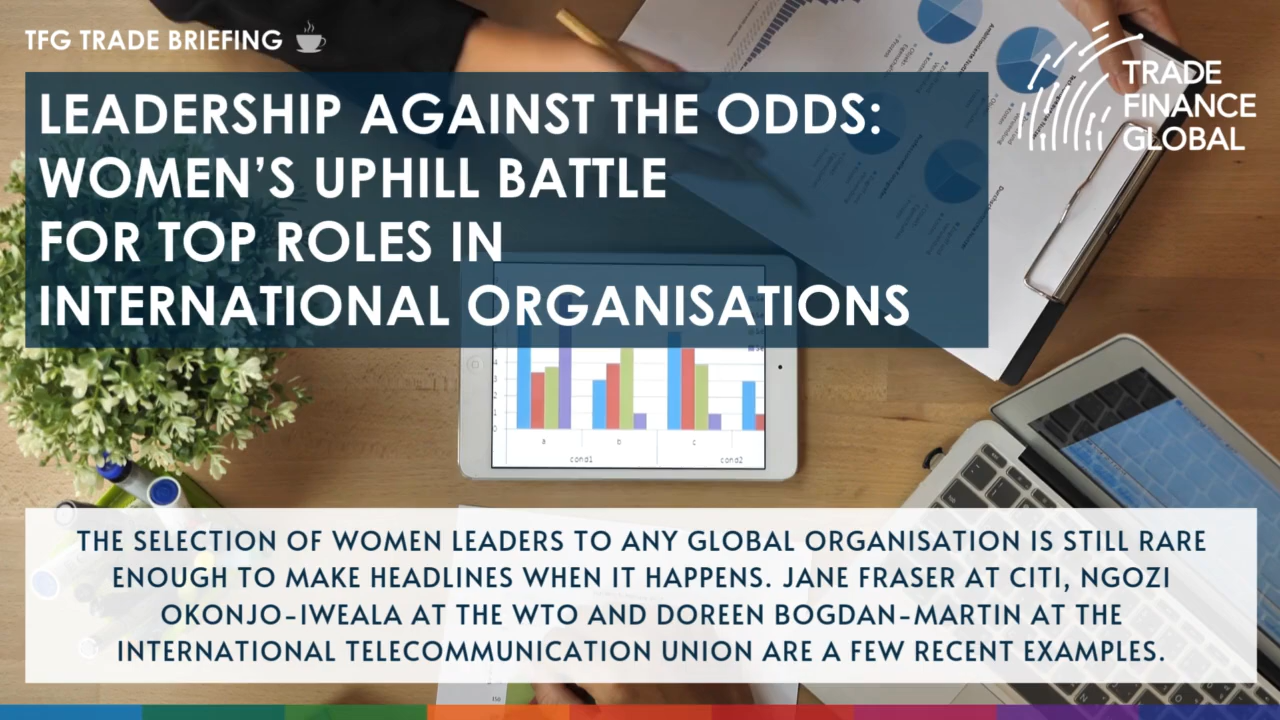 TFG TRADE BRIEFING
TRADE
FINANCE
GLOBAL
LEADERSHIP AGAINST THE ODDS:
WOMEN'S UPHILL BATTLE
FOR TOP ROLES IN
INTERNATIONAL ORGANISATIONS
a
b
c
cond1
cond2
THE SELECTION OF WOMEN LEADERS TO ANY GLOBAL ORGANISATION IS STILL RARE
ENOUGH TO MAKE HEADLINES WHEN IT HAPPENS. JANE FRASER AT CITI, NGOZI
OKONJO-IWEALA AT THE WTO AND DOREEN BOGDAN-MARTIN AT THE
INTERNATIONAL TELECOMMUNICATION UNION ARE A FEW RECENT EXAMPLES.